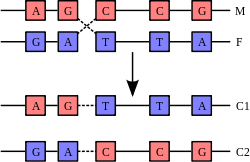 A G C C G M
G A T T A F
A G T T A C1
G A C C G C2